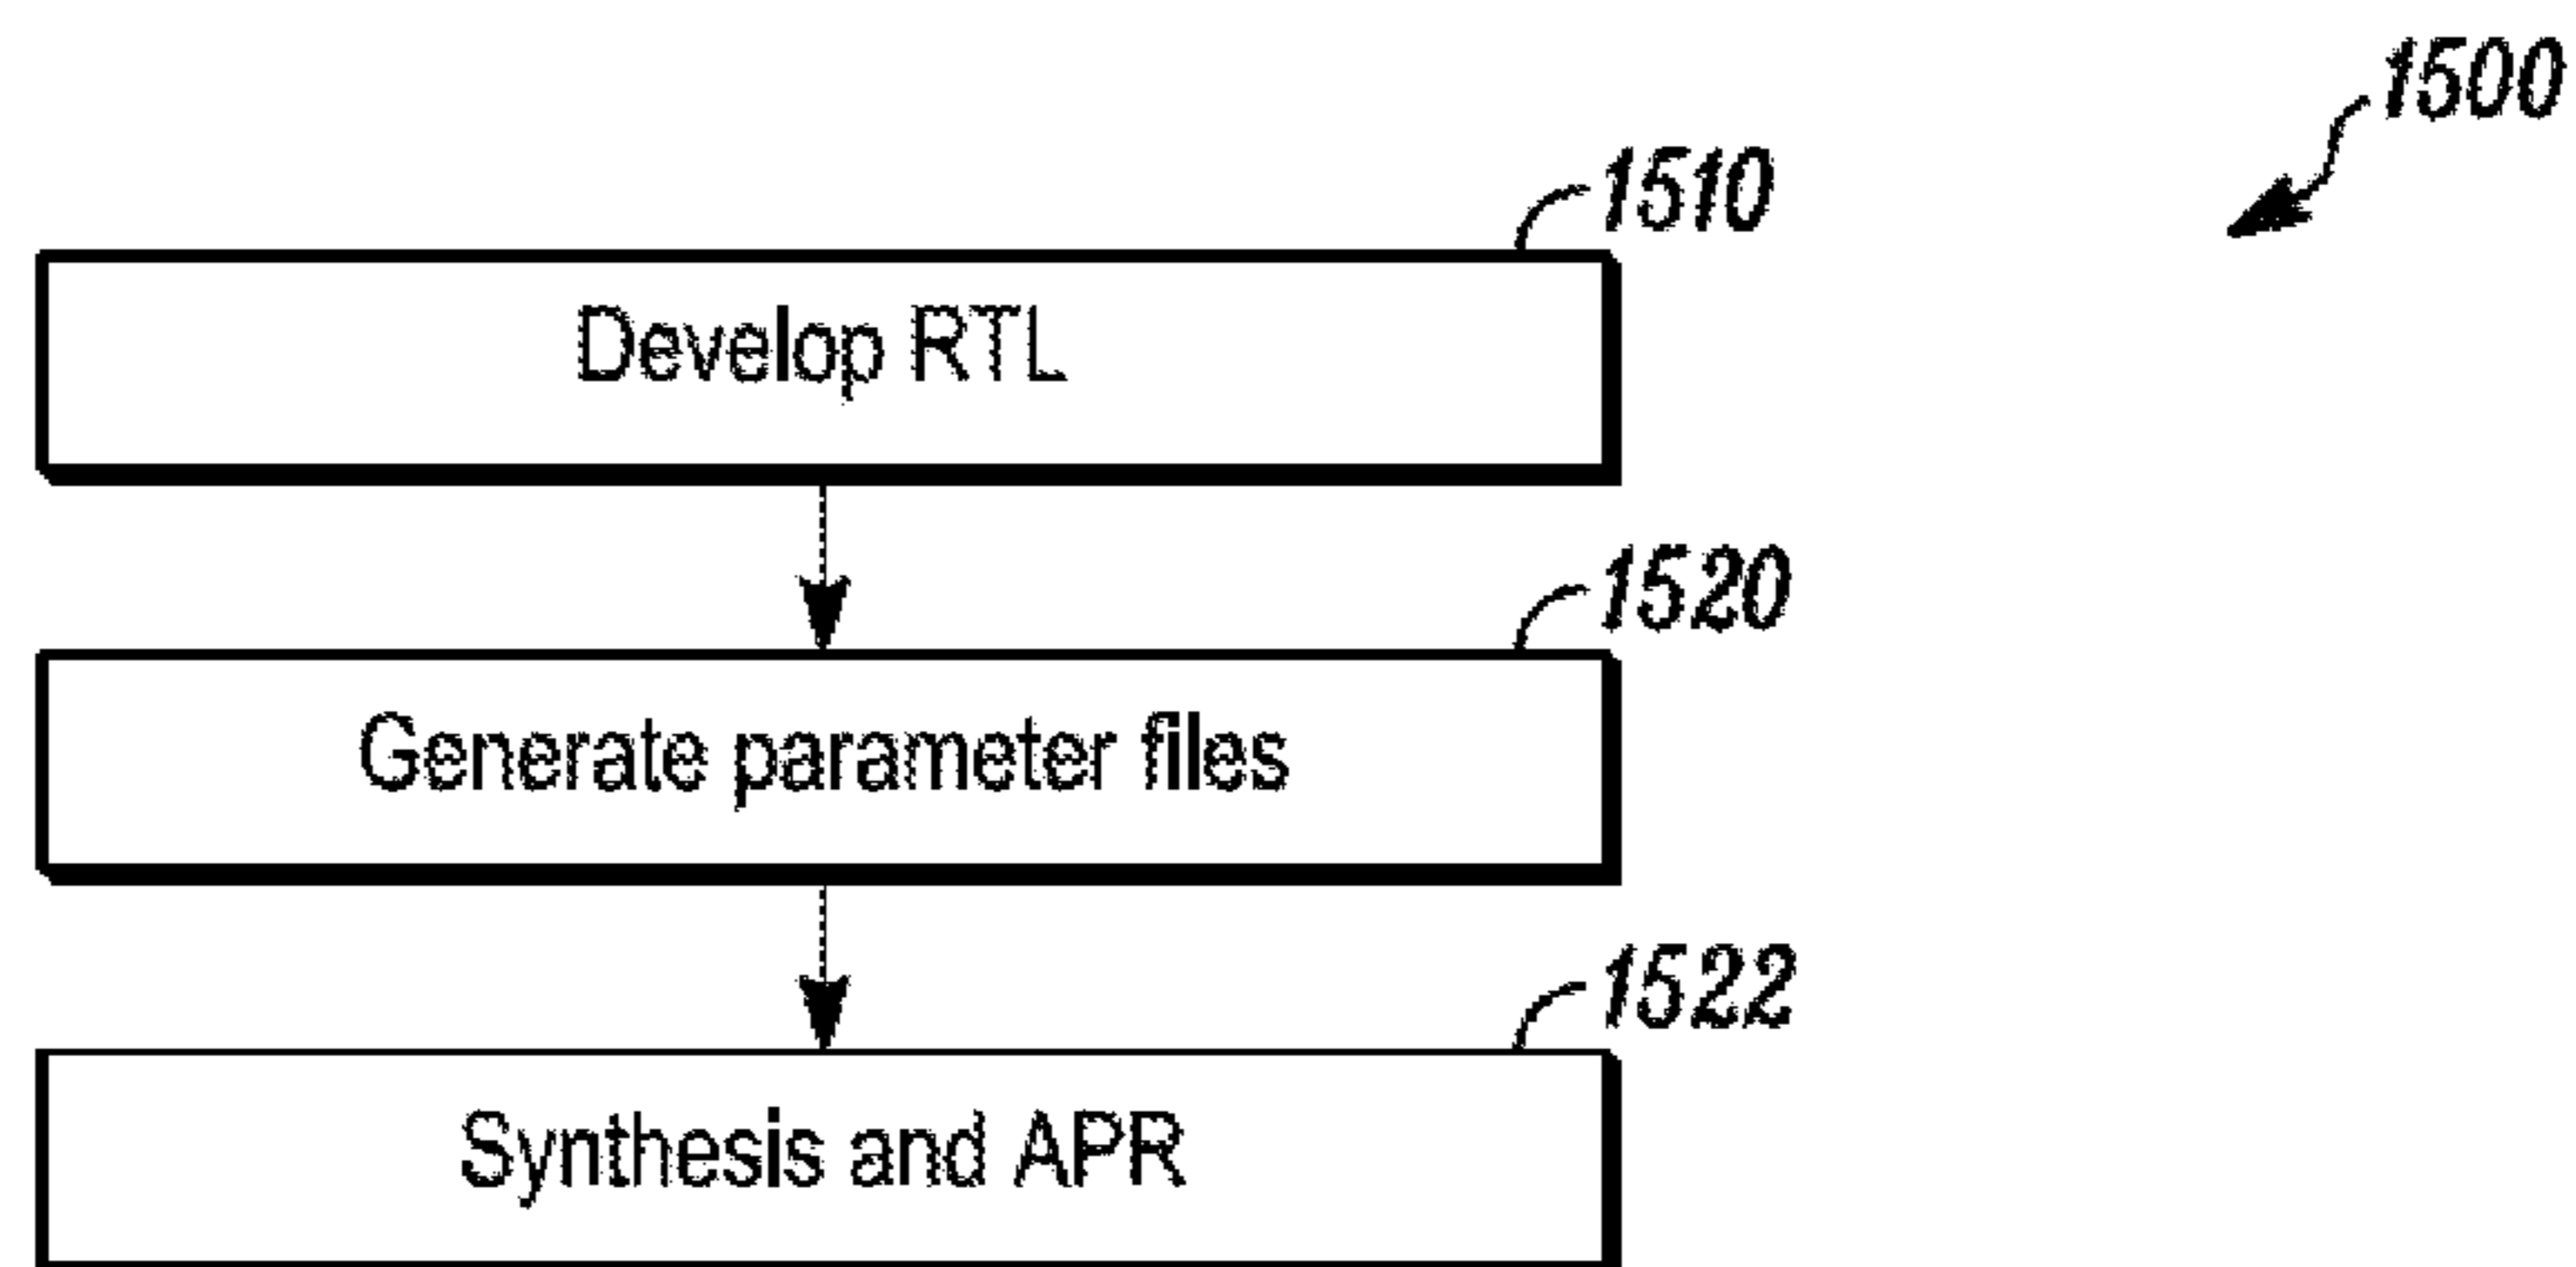 1500
1510
Develop RTL
1520
Generate parameter files
1522
Synthesis and APR